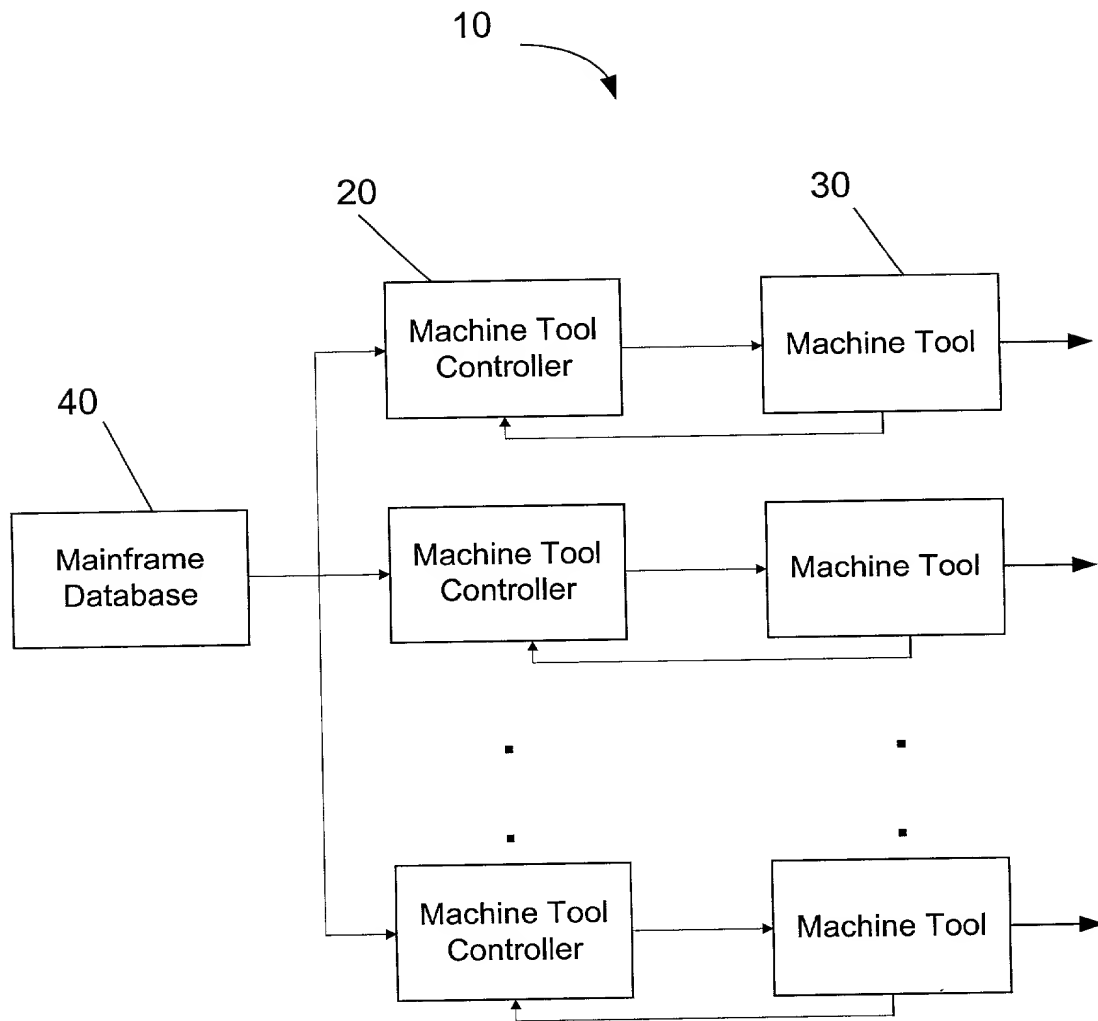 10
20
30
Machine Tool
Controller
Machine Tool
40
Mainframe
Database
Machine Tool
Controller
Machine Tool
Machine Tool
Controller
Machine Tool